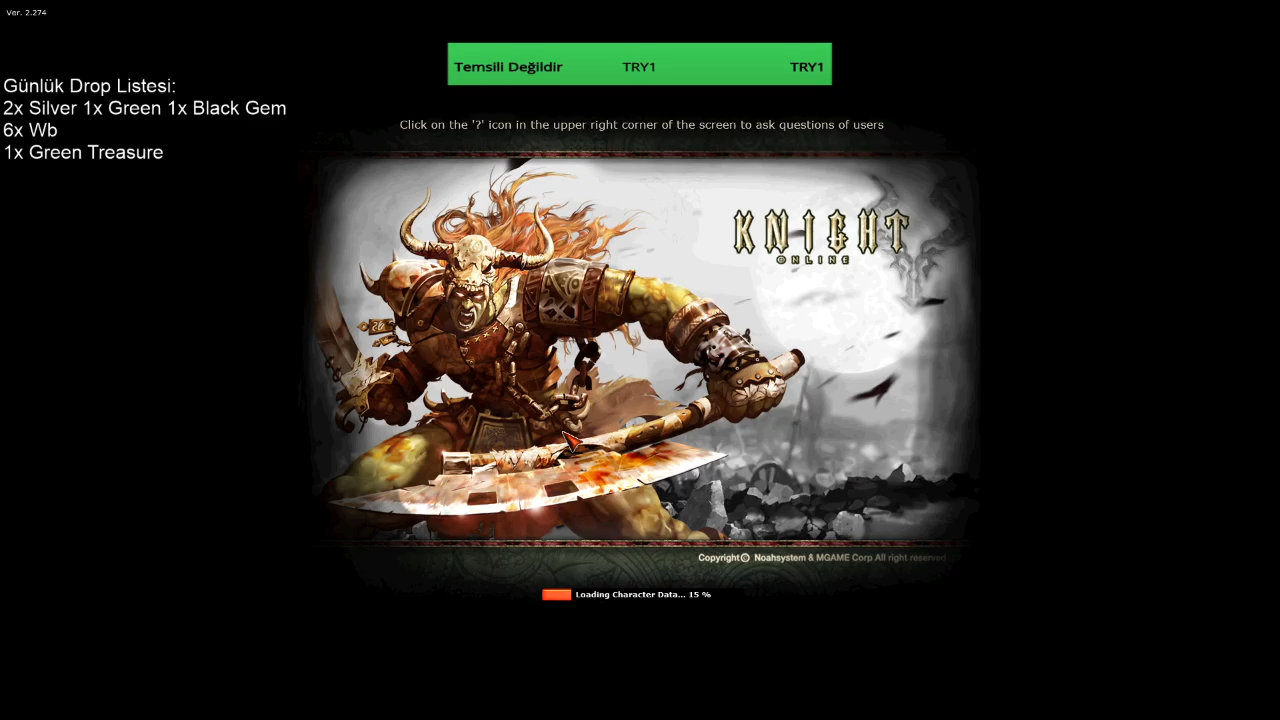 Ver. 2.274
Temsili Değildir TRY1 TRY1
Günlük Drop Listesi:
2x Silver 1x Green 1x Black Gem
6x Wb
1x Green Treasure
Click on the '?' icon in the upper right corner of the screen to ask questions of users
KNIGHT
ONLINE
Copyright© Noahsystem & MGAME Corp All right reserved
Loading Character Data... 15 %